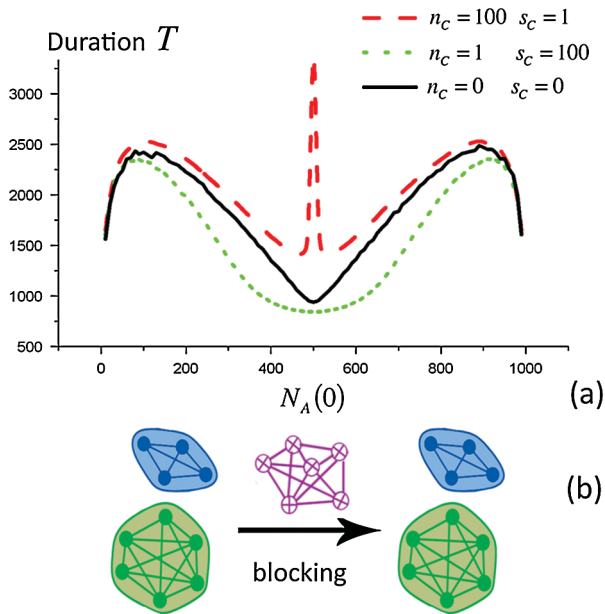 Duration T
n_C=100 s_C=1
n_C=1 s_C=100
n_C=0 s_C=0
3000
2500
2000
1500
1000
500
0 200 400 600 800 1000
N_A(0)
(a)
(b)
blocking